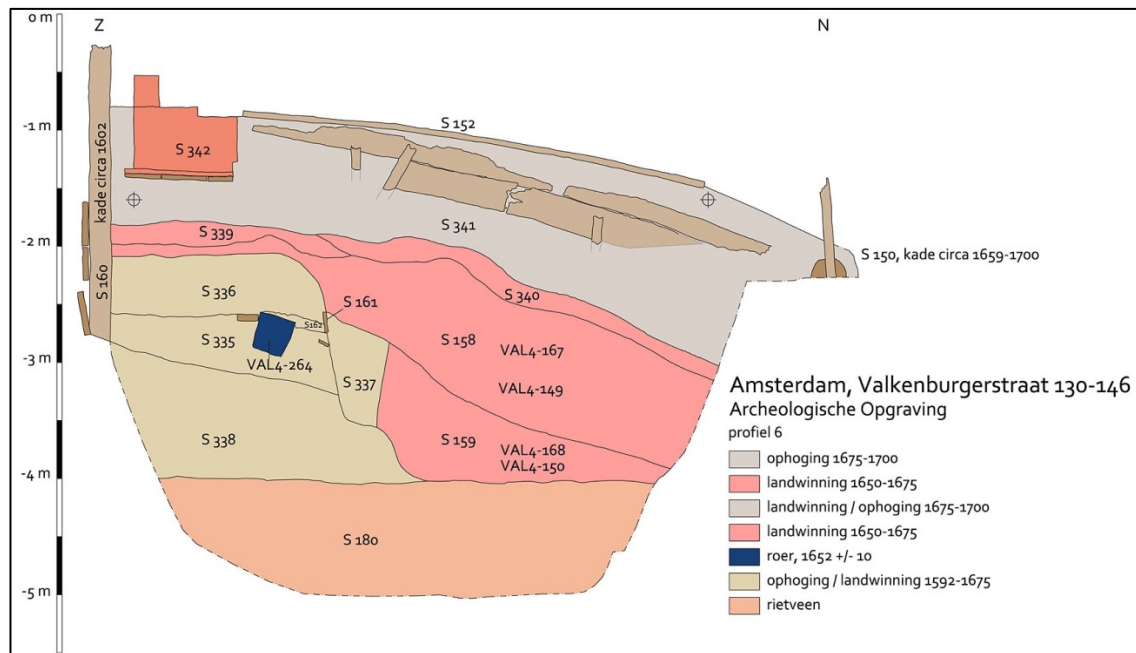 0 m
Z
N
-1 m
-2 m
-3 m
-4 m
-5 m
kade circa 1602
S 160
S 342
S 152
S 341
S 339
S 150, kade circa 1659-1700
S 336
S 161
S 340
S162
S 335
S 158
VAL4-167
VAL4-264
S 337
VAL4-149
S 338
S 159
VAL4-168
VAL4-150
S 180
Amsterdam, Valkenburgerstraat 130-146
Archeologische Opgraving
profiel 6
ophoging 1675-1700
landwinning 1650-1675
landwinning / ophoging 1675-1700
landwinning 1650-1675
roer, 1652 +/- 10
ophoging / landwinning 1592-1675
rietveen